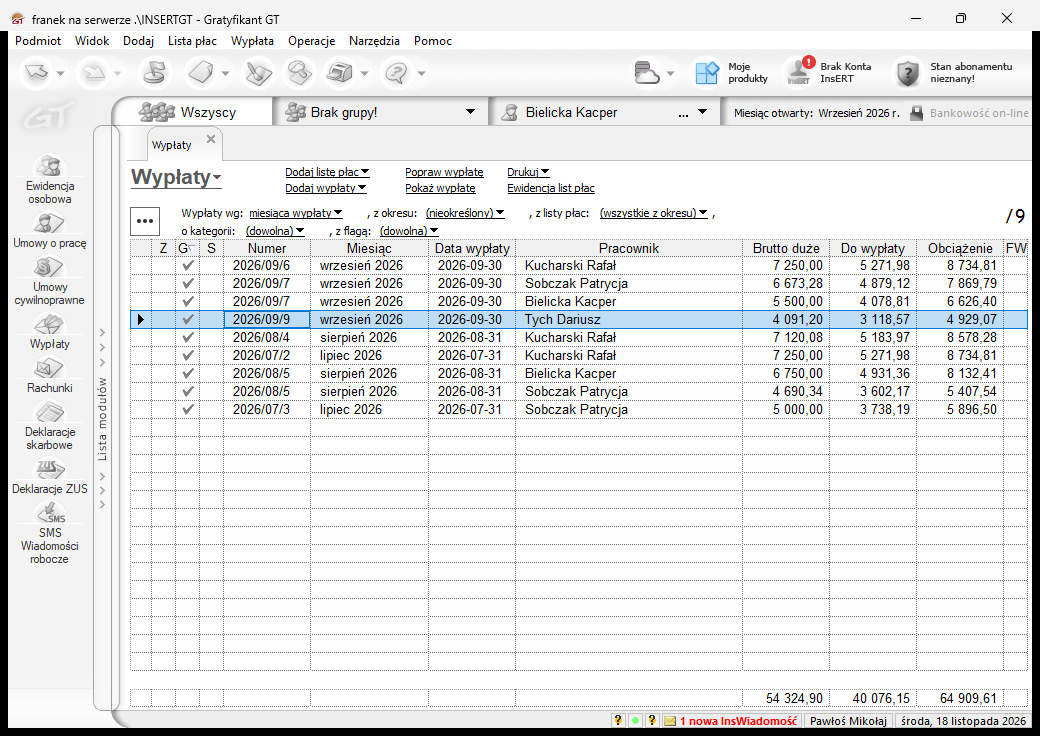 franek na serwerze .\INSERTGT - Gratyfikant GT
Podmiot Widok Dodaj Lista płac Wypłata Operacje Narzędzia Pomoc
Moje produkty
Brak Konta InsERT
Stan abonamentu nieznany!
GT
Wszyscy
Brak grupy!
Bielicka Kacper ...
Miesiąc otwarty: Wrzesień 2026 r.
Bankowość on-line
Ewidencja osobowa
Umowy o pracę
Umowy cywilnoprawne
Wypłaty
Rachunki
Deklaracje skarbowe
Deklaracje ZUS
SMS Wiadomości robocze
Lista modułów
Wypłaty
Wypłaty
Dodaj listę płac Popraw wypłatę Drukuj
Dodaj wypłaty Pokaż wypłatę Ewidencja list płac
... Wypłaty wg: miesiąca wypłaty , z okresu: (nieokreślony) , z listy płac: (wszystkie z okresu) ,
o kategorii: (dowolna) , z flagą: (dowolna)
/9
Z G S Numer Miesiąc Data wypłaty Pracownik Brutto duże Do wypłaty Obciążenie FW
2026/09/6 wrzesień 2026 2026-09-30 Kucharski Rafał 7 250,00 5 271,98 8 734,81
2026/09/7 wrzesień 2026 2026-09-30 Sobczak Patrycja 6 673,28 4 879,12 7 869,79
2026/09/7 wrzesień 2026 2026-09-30 Bielicka Kacper 5 500,00 4 078,81 6 626,40
2026/09/9 wrzesień 2026 2026-09-30 Tych Dariusz 4 091,20 3 118,57 4 929,07
2026/08/4 sierpień 2026 2026-08-31 Kucharski Rafał 7 120,08 5 183,97 8 578,28
2026/07/2 lipiec 2026 2026-07-31 Kucharski Rafał 7 250,00 5 271,98 8 734,81
2026/08/5 sierpień 2026 2026-08-31 Bielicka Kacper 6 750,00 4 931,36 8 132,41
2026/08/5 sierpień 2026 2026-08-31 Sobczak Patrycja 4 690,34 3 602,17 5 407,54
2026/07/3 lipiec 2026 2026-07-31 Sobczak Patrycja 5 000,00 3 738,19 5 896,50
54 324,90 40 076,15 64 909,61
1 nowa InsWiadomość Pawłoś Mikołaj środa, 18 listopada 2026